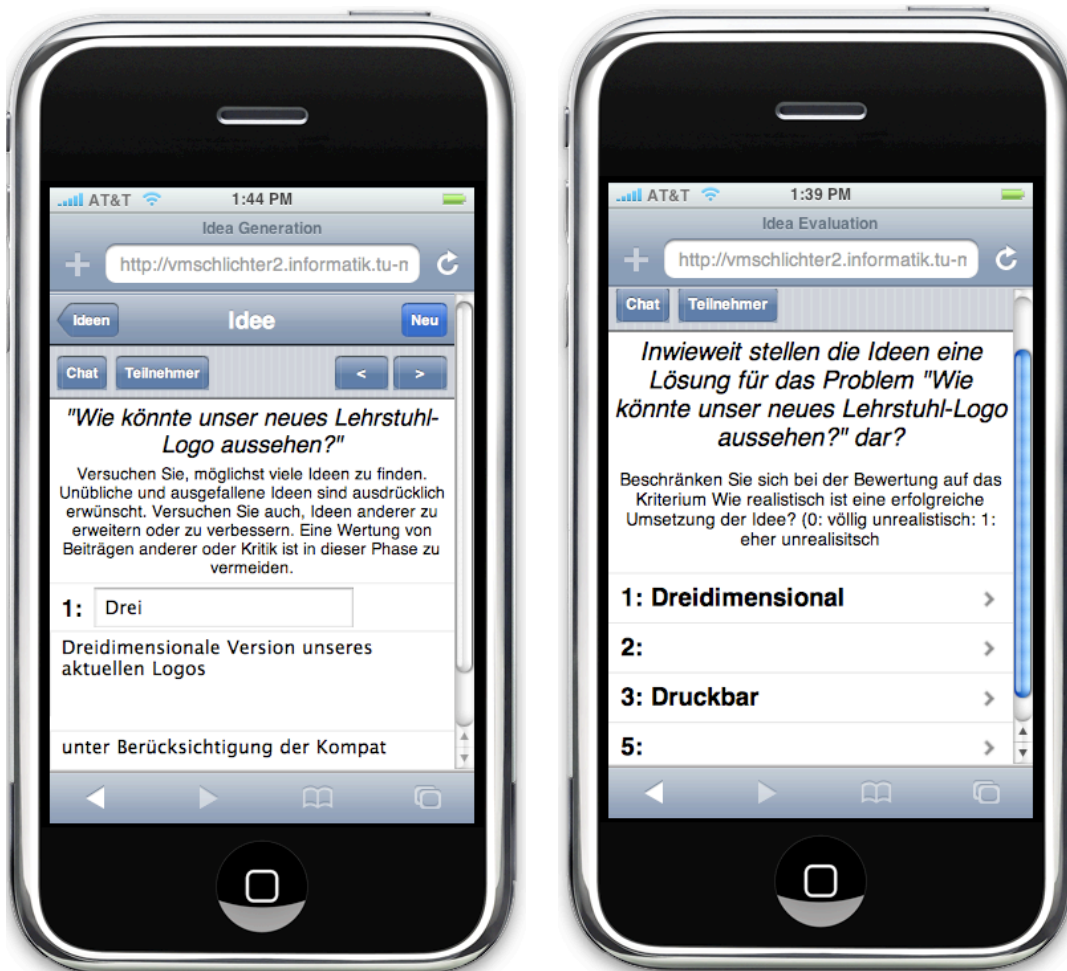 AT&T 1:44 PM
Idea Generation
http://vmschlichter2.informatik.tu-n
Ideen Idee Neu
Chat Teilnehmer < >
"Wie könnte unser neues Lehrstuhl-
Logo aussehen?"
Versuchen Sie, möglichst viele Ideen zu finden.
Unübliche und ausgefallene Ideen sind ausdrücklich
erwünscht. Versuchen Sie auch, Ideen anderer zu
erweitern oder zu verbessern. Eine Wertung von
Beiträgen anderer oder Kritik ist in dieser Phase zu
vermeiden.
1: Drei
Dreidimensionale Version unseres
aktuellen Logos
unter Berücksichtigung der Kompat
AT&T 1:39 PM
Idea Evaluation
http://vmschlichter2.informatik.tu-n
Chat Teilnehmer
Inwieweit stellen die Ideen eine
Lösung für das Problem "Wie
könnte unser neues Lehrstuhl-Logo
aussehen?" dar?
Beschränken Sie sich bei der Bewertung auf das
Kriterium Wie realistisch ist eine erfolgreiche
Umsetzung der Idee? (0: völlig unrealistisch: 1:
eher unrealisitsch
1: Dreidimensional
2:
3: Druckbar
5: